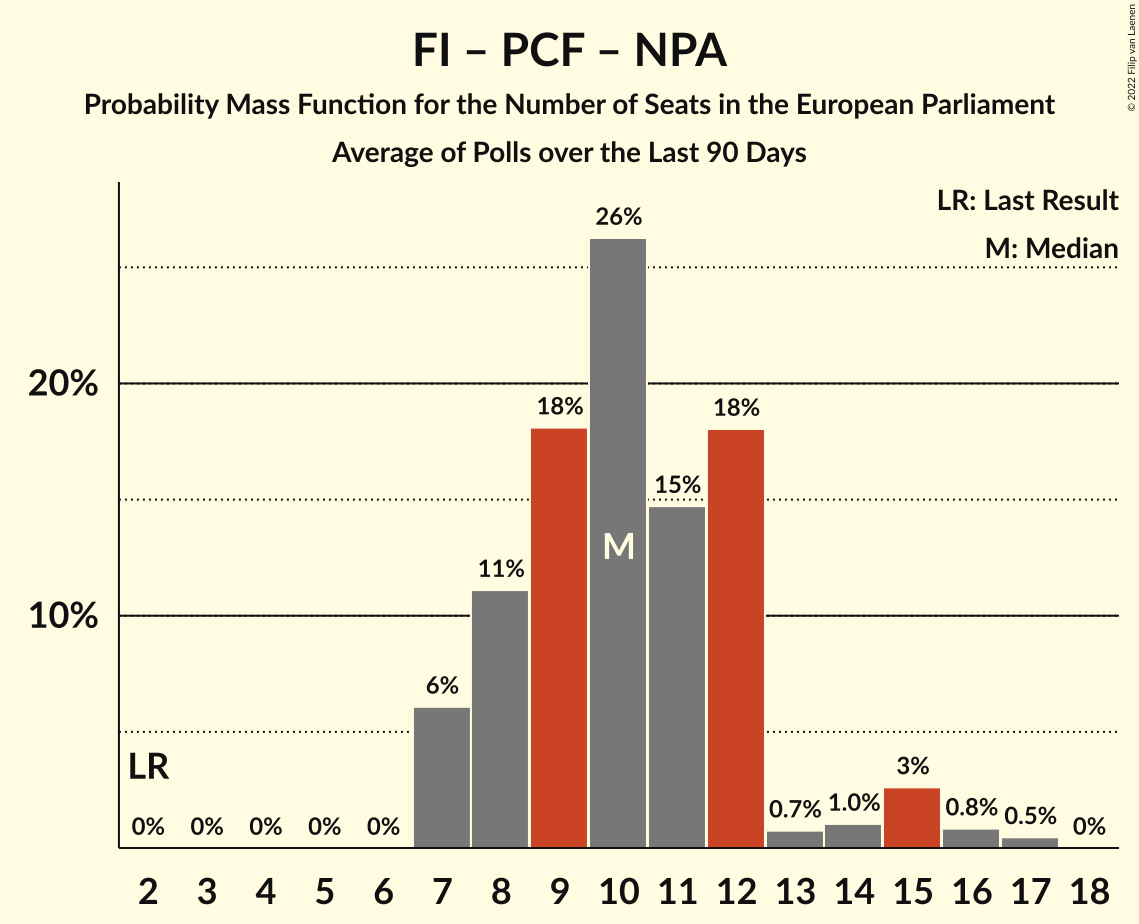 FI – PCF – NPA
Probability Mass Function for the Number of Seats in the European Parliament
Average of Polls over the Last 90 Days
© 2022 Filip van Laenen
LR: Last Result
M: Median
26%
20%
18%
18%
15%
M
11%
10%
6%
LR
3%
0% 0% 0% 0% 0% 0.7% 1.0% 0.8% 0.5% 0%
2 3 4 5 6 7 8 9 10 11 12 13 14 15 16 17 18